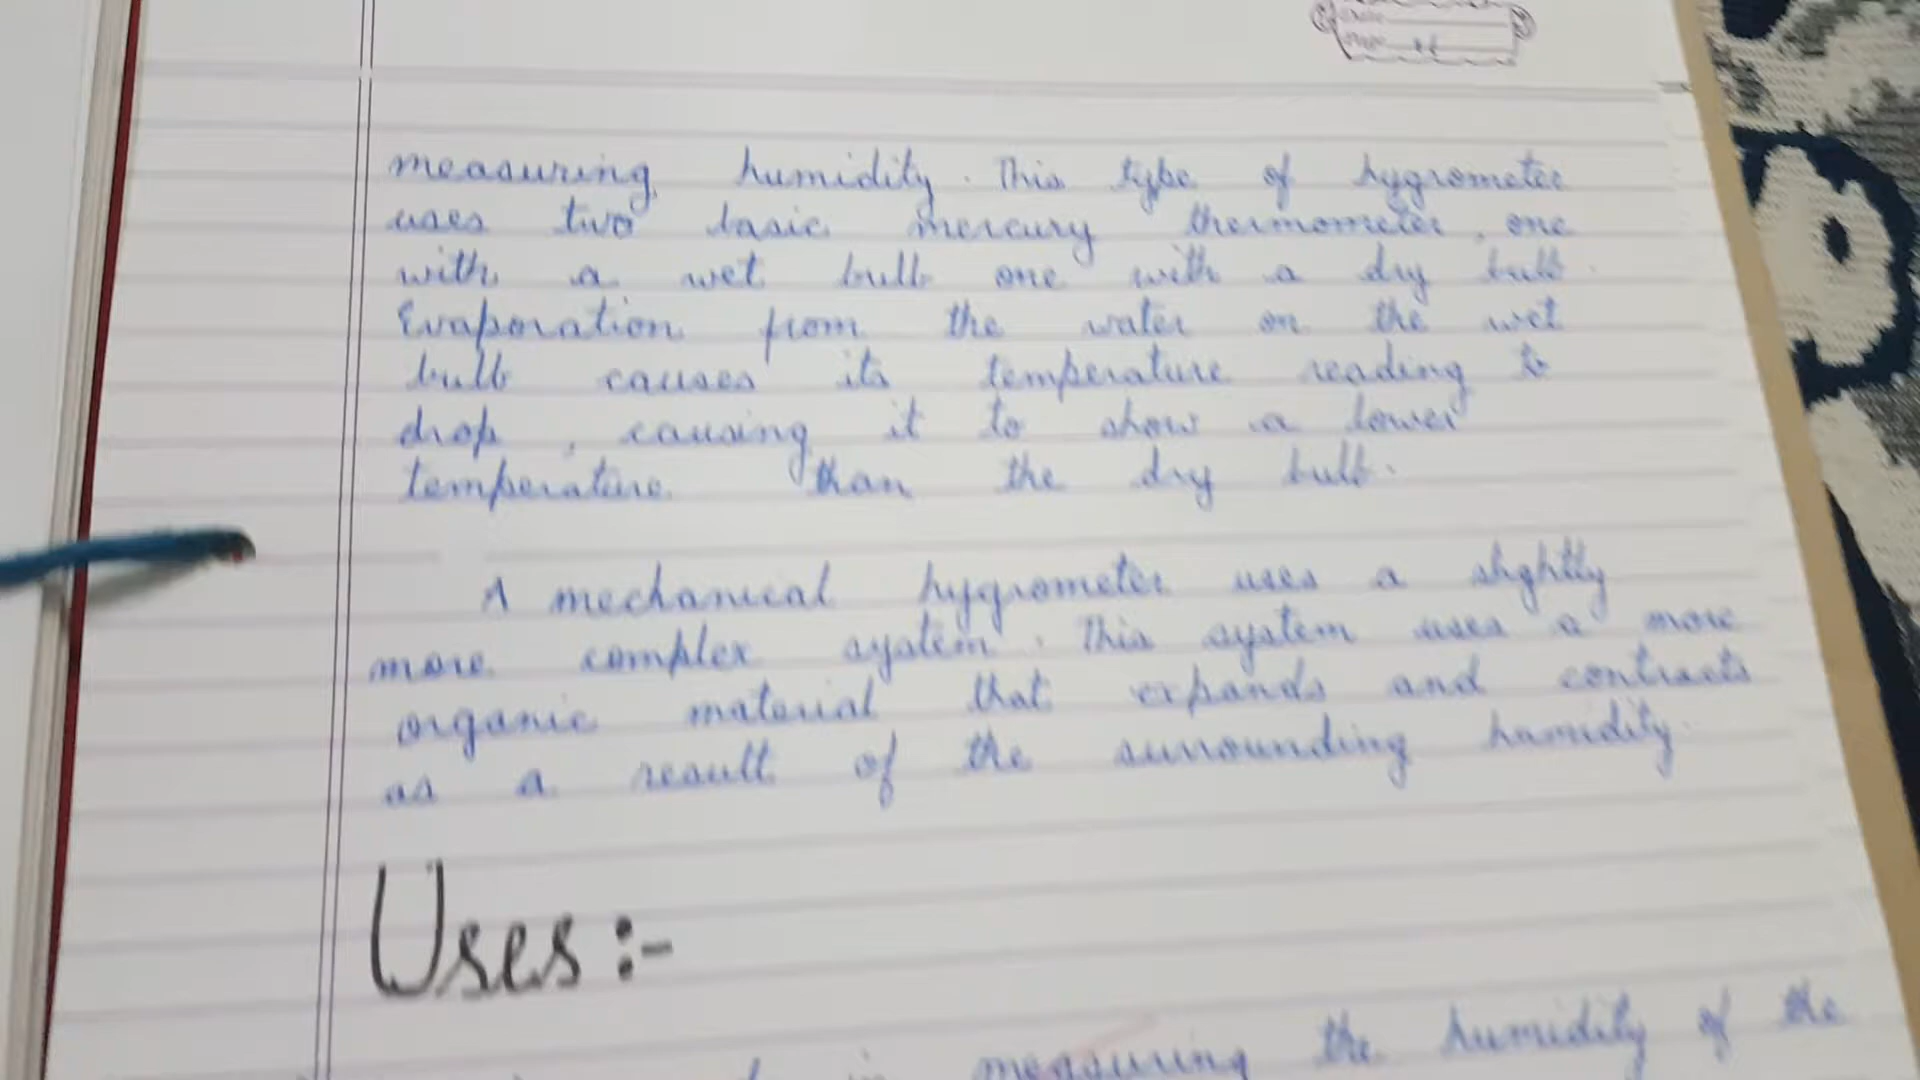 Date
Page
measuring humidity. This type of hygrometer
uses two basic mercury thermometer, one
with a wet bulb one with a dry bulb.
Evaporation from the water on the wet
bulb causes its temperature reading to
drop, causing it to show a lower
temperature than the dry bulb.
A mechanical hygrometer uses a slightly
more complex system. This system uses a more
organic material that expands and contracts
as a result of the surrounding humidity.
Uses :-
measuring the humidity of the